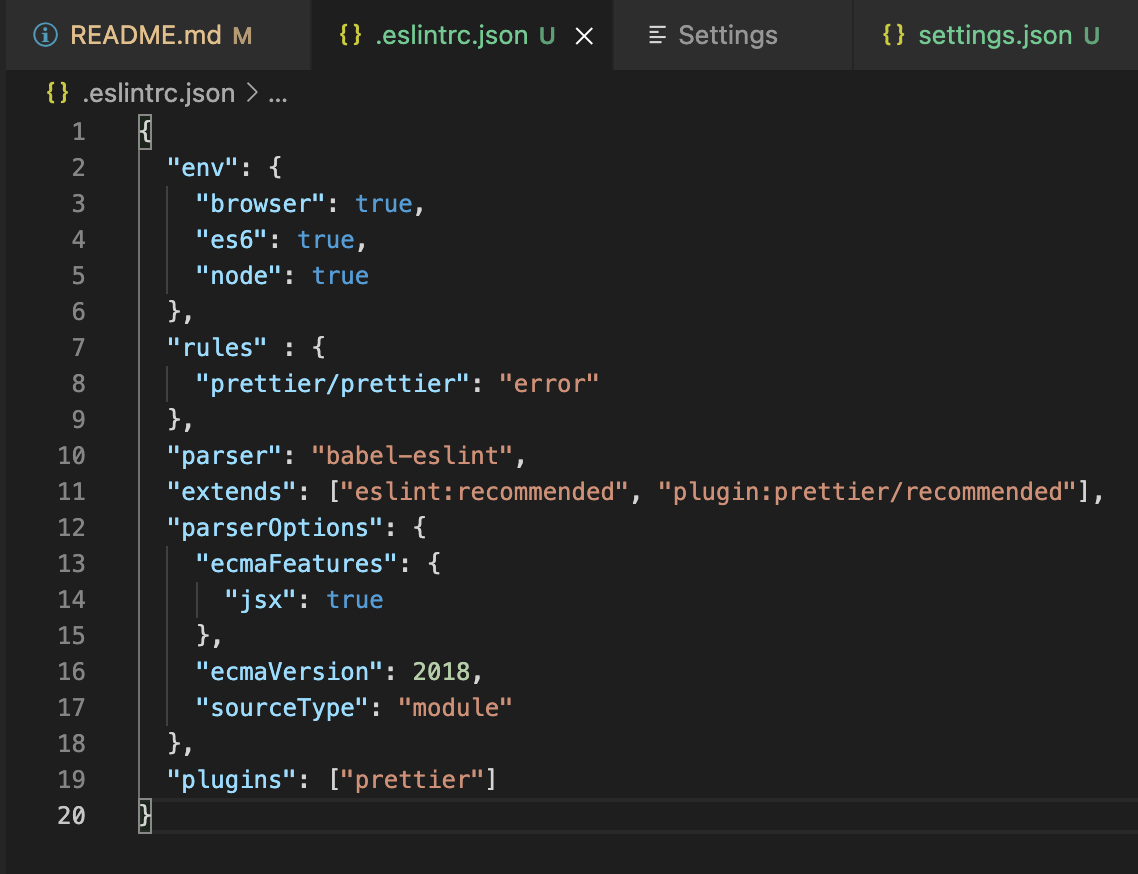 README.md M
.eslintrc.json U
Settings
settings.json U
{} .eslintrc.json > ...
1 {
2   "env": {
3     "browser": true,
4     "es6": true,
5     "node": true
6   },
7   "rules" : {
8     "prettier/prettier": "error"
9   },
10   "parser": "babel-eslint",
11   "extends": ["eslint:recommended", "plugin:prettier/recommended"],
12   "parserOptions": {
13     "ecmaFeatures": {
14       "jsx": true
15     },
16     "ecmaVersion": 2018,
17     "sourceType": "module"
18   },
19   "plugins": ["prettier"]
20 }